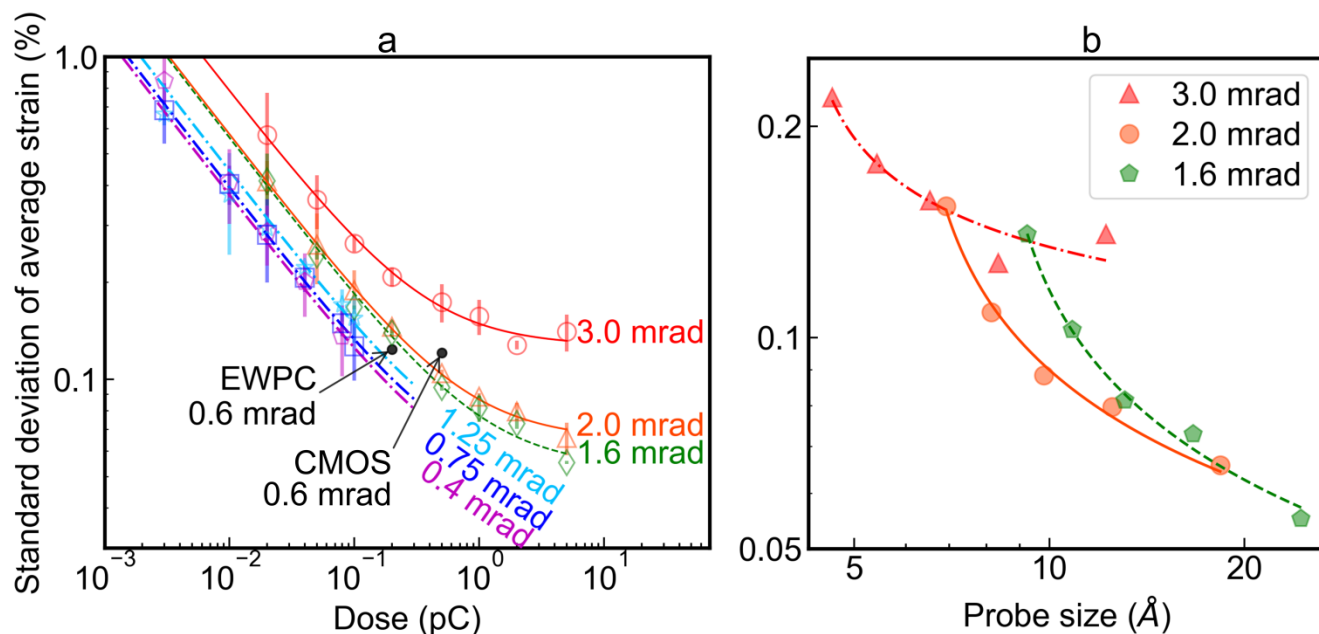 a
b
Standard deviation of average strain (%)
1.0
0.1
3.0 mrad
2.0 mrad
1.6 mrad
EWPC
0.6 mrad
CMOS
0.6 mrad
1.25 mrad
0.75 mrad
0.4 mrad
10⁻³
10⁻²
10⁻¹
10⁰
10¹
Dose (pC)
3.0 mrad
2.0 mrad
1.6 mrad
0.2
0.1
0.05
5
10
20
Probe size (Å)